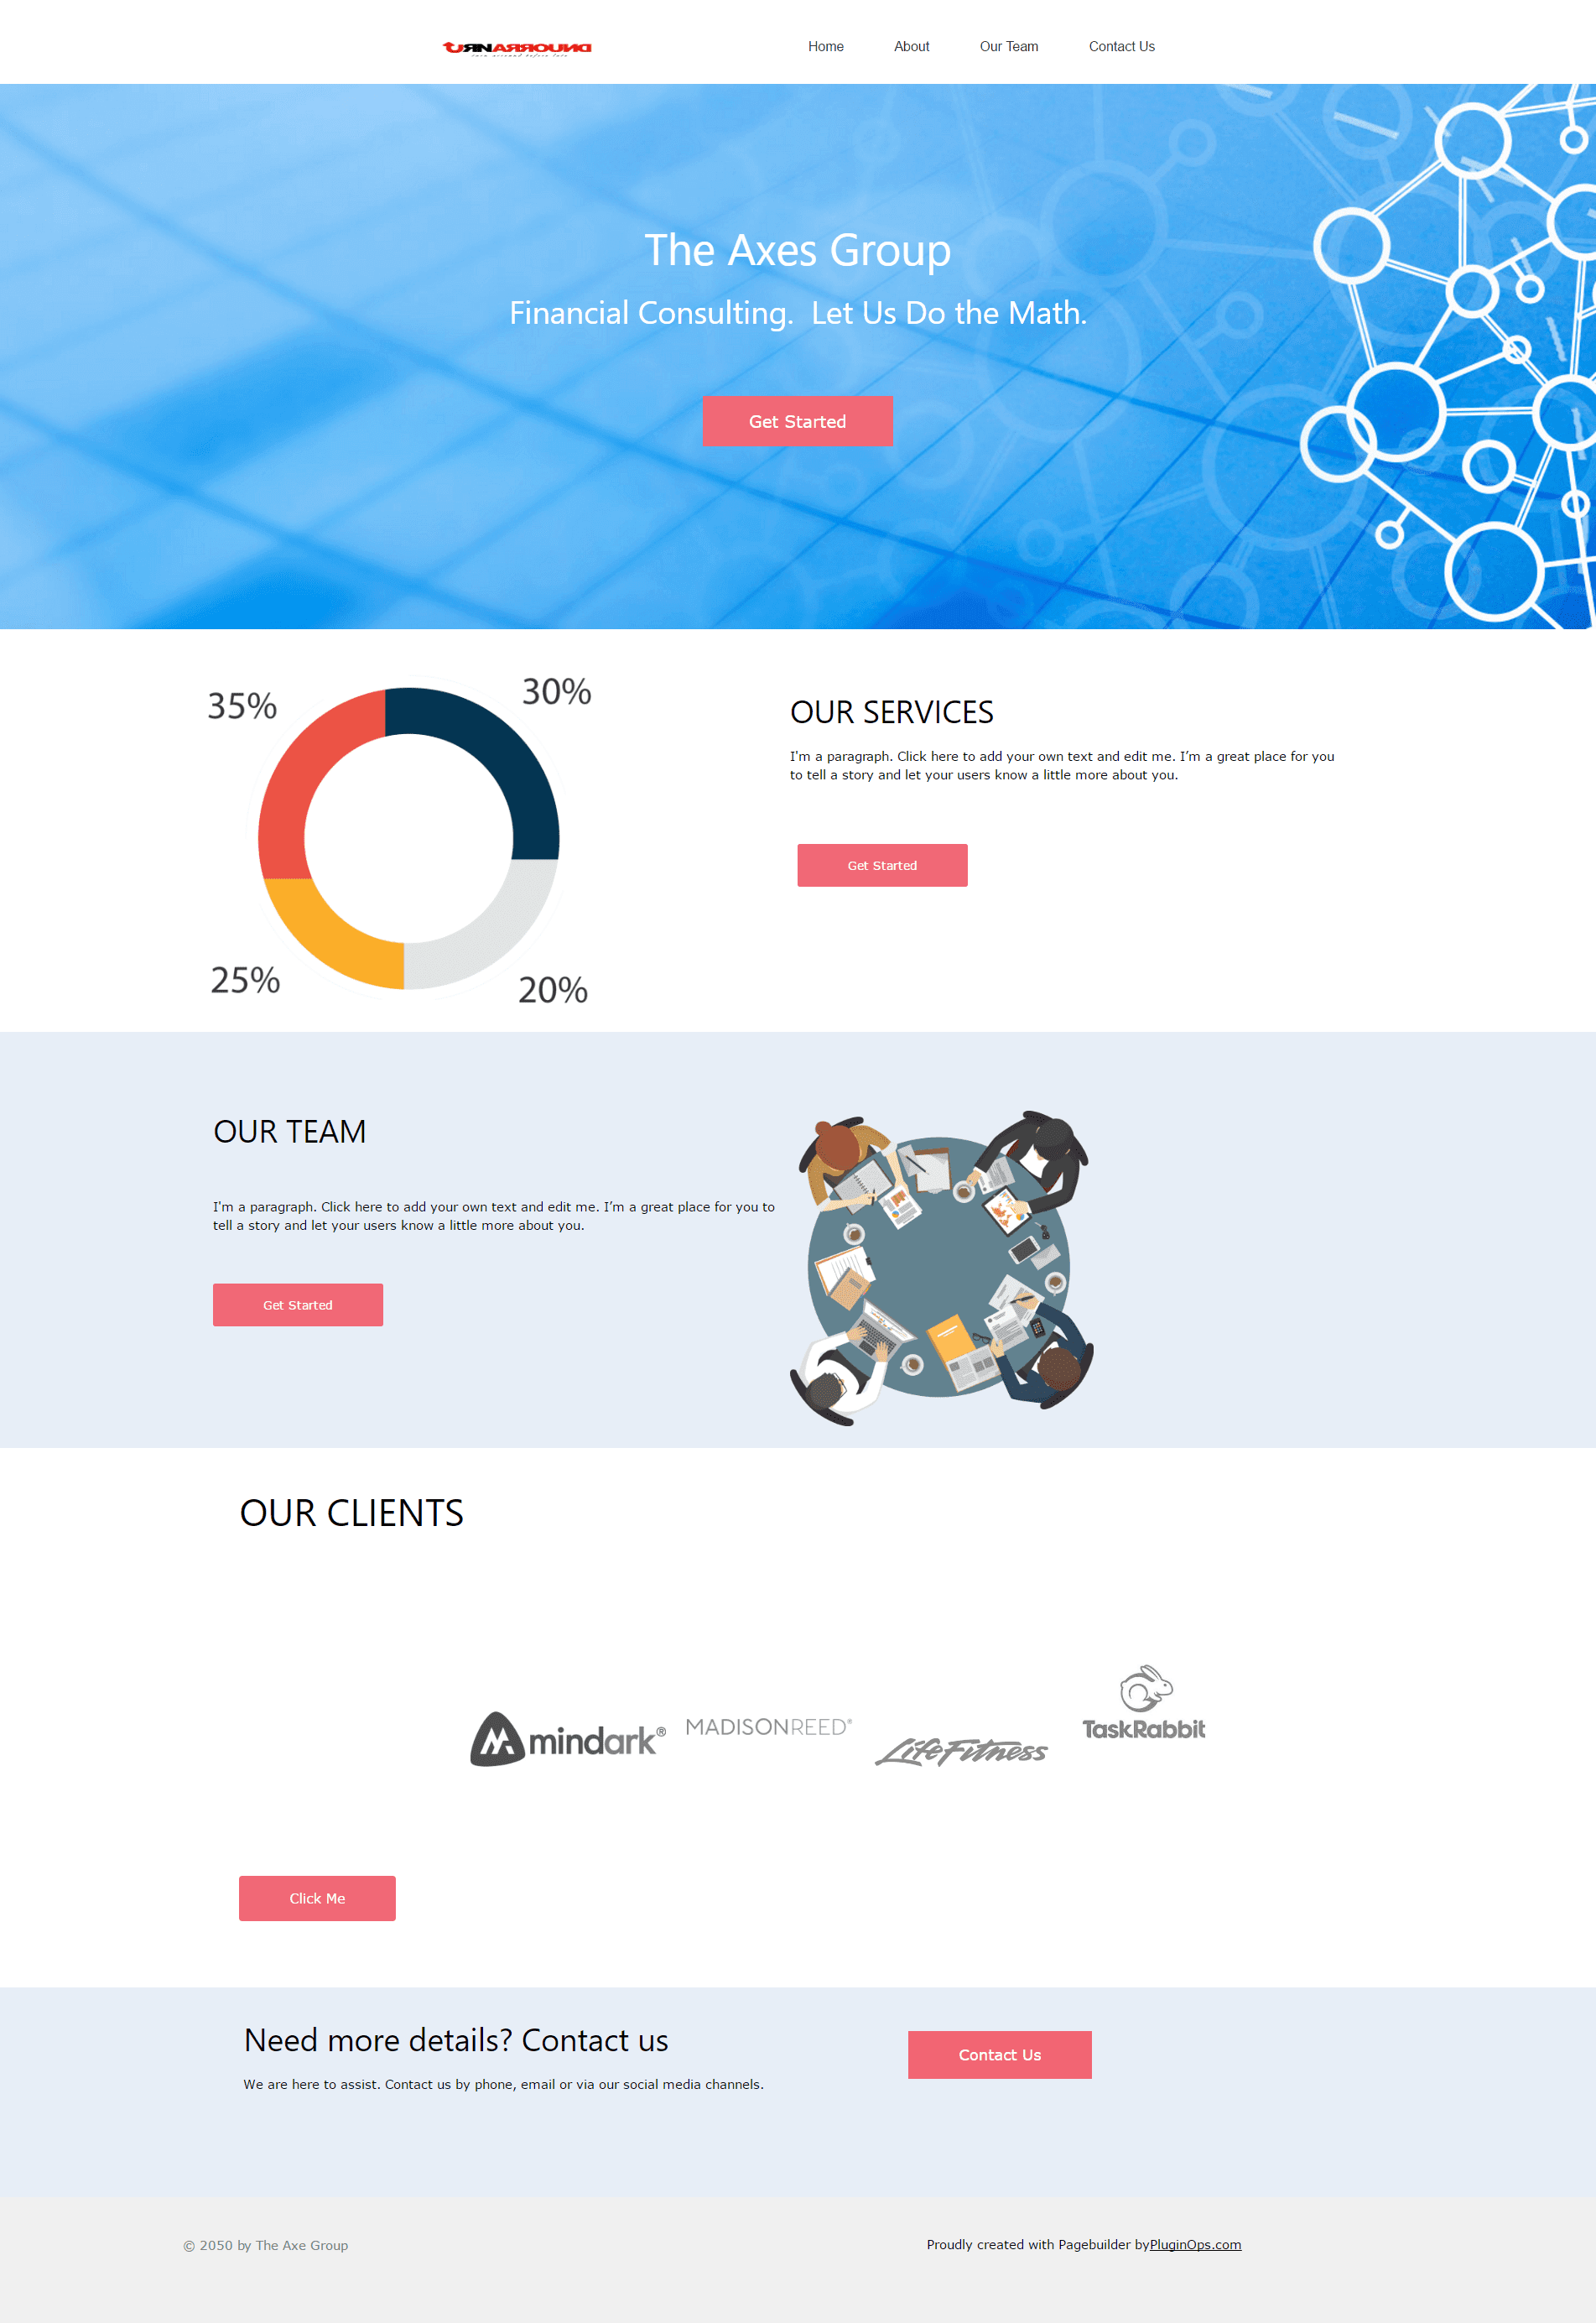 TURNARROUND
Home
About
Our Team
Contact Us
The Axes Group
Financial Consulting. Let Us Do the Math.
Get Started
35%
30%
25%
20%
OUR SERVICES
I'm a paragraph. Click here to add your own text and edit me. I’m a great place for you
to tell a story and let your users know a little more about you.
Get Started
OUR TEAM
I'm a paragraph. Click here to add your own text and edit me. I’m a great place for you to
tell a story and let your users know a little more about you.
Get Started
OUR CLIENTS
mindark®
MADISONREED®
LifeFitness
TaskRabbit
Click Me
Need more details? Contact us
We are here to assist. Contact us by phone, email or via our social media channels.
Contact Us
© 2050 by The Axe Group
Proudly created with Pagebuilder byPluginOps.com